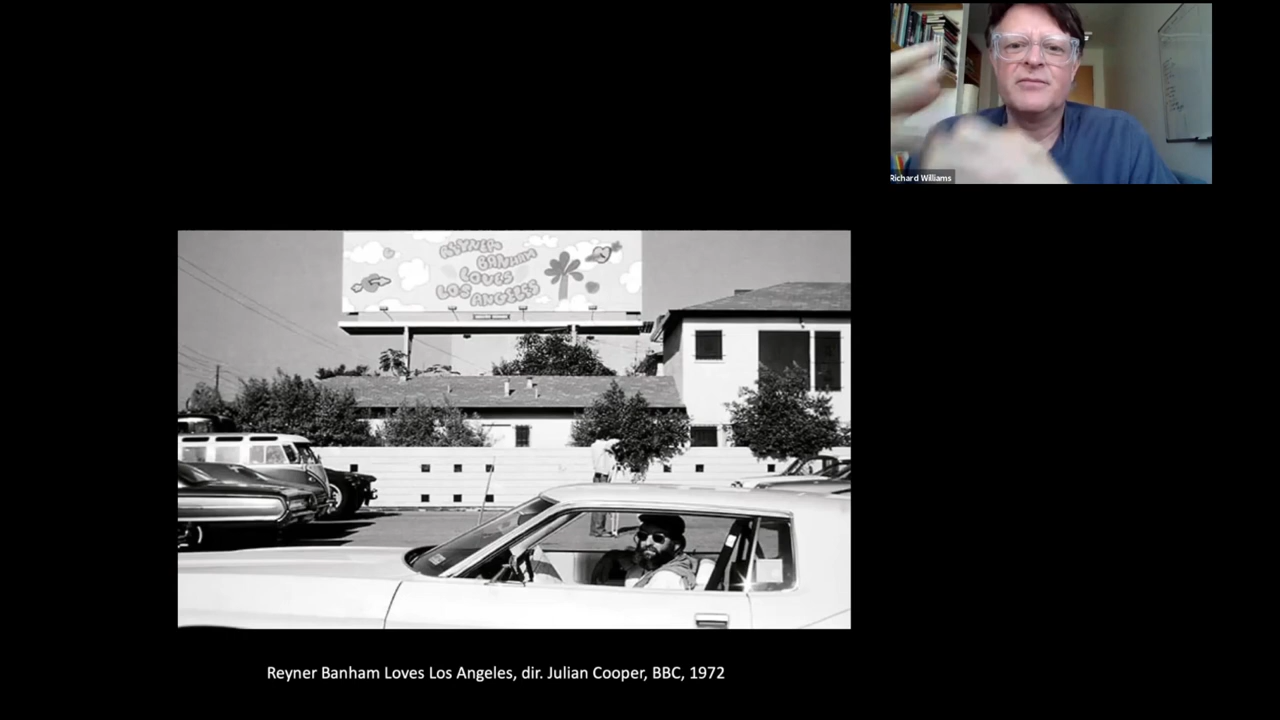 Richard Williams
REYNER
BANHAM
LOVES
LOS ANGELES
Reyner Banham Loves Los Angeles, dir. Julian Cooper, BBC, 1972